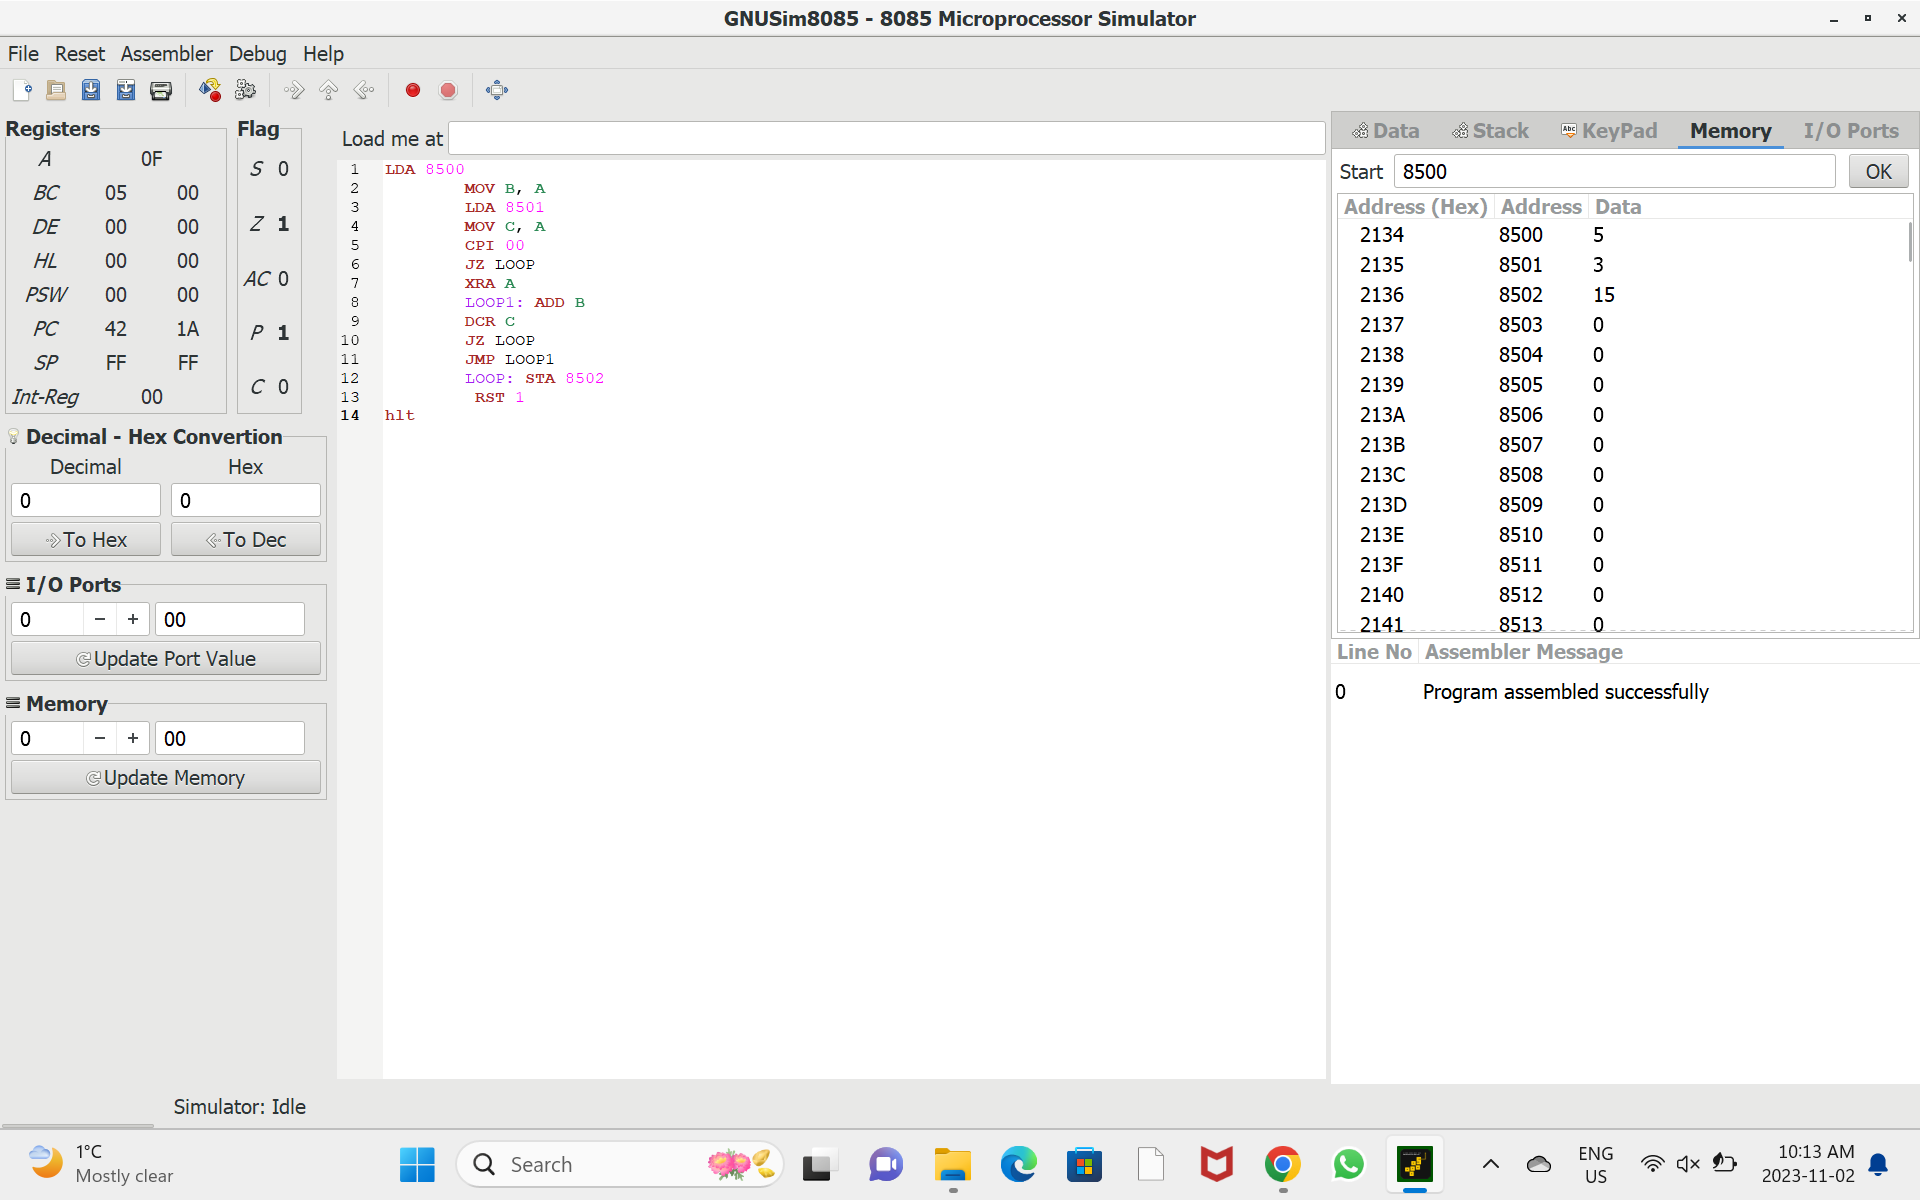 GNUSim8085 - 8085 Microprocessor Simulator
File Reset Assembler Debug Help
Registers
A 0F
BC 05 00
DE 00 00
HL 00 00
PSW 00 00
PC 42 1A
SP FF FF
Int-Reg 00
Flag
S 0
Z 1
AC 0
P 1
C 0
Decimal - Hex Convertion
Decimal Hex
0 0
To Hex To Dec
I/O Ports
0 − + 00
Update Port Value
Memory
0 − + 00
Update Memory
Load me at
1 LDA 8500
2 MOV B, A
3 LDA 8501
4 MOV C, A
5 CPI 00
6 JZ LOOP
7 XRA A
8 LOOP1: ADD B
9 DCR C
10 JZ LOOP
11 JMP LOOP1
12 LOOP: STA 8502
13 RST 1
14 hlt
Data Stack Abc KeyPad Memory I/O Ports
Start 8500 OK
Address (Hex) Address Data
2134 8500 5
2135 8501 3
2136 8502 15
2137 8503 0
2138 8504 0
2139 8505 0
213A 8506 0
213B 8507 0
213C 8508 0
213D 8509 0
213E 8510 0
213F 8511 0
2140 8512 0
2141 8513 0
Line No Assembler Message
0 Program assembled successfully
Simulator: Idle
1°C
Mostly clear
Search
ENG
US
10:13 AM
2023-11-02